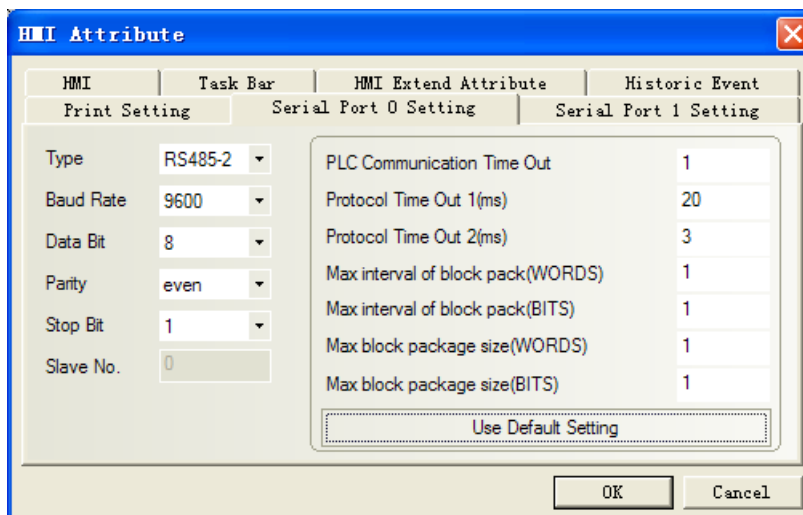 HMI Attribute
HMI
Task Bar
HMI Extend Attribute
Historic Event
Print Setting
Serial Port 0 Setting
Serial Port 1 Setting
Type RS485-2
Baud Rate 9600
Data Bit 8
Parity even
Stop Bit 1
Slave No. 0
PLC Communication Time Out 1
Protocol Time Out 1(ms) 20
Protocol Time Out 2(ms) 3
Max interval of block pack(WORDS) 1
Max interval of block pack(BITS) 1
Max block package size(WORDS) 1
Max block package size(BITS) 1
Use Default Setting
OK
Cancel